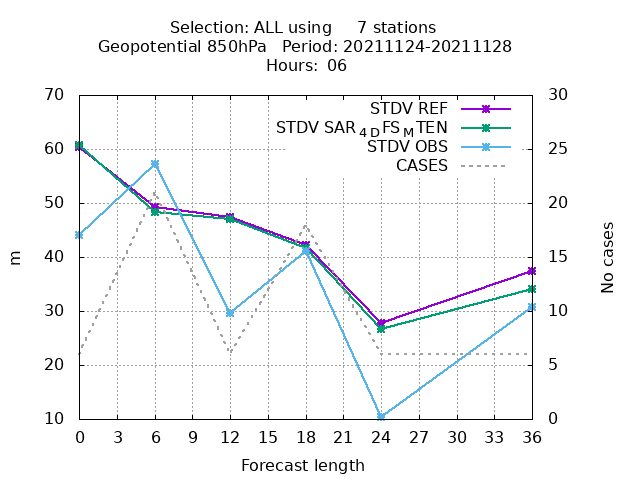 Selection: ALL using     7 stations
Geopotential 850hPa   Period: 20211124-20211128
Hours: 06
70
60
50
40
30
20
10
m
30
25
20
15
10
5
0
No cases
STDV REF
STDV SAR4DFSMTEN
STDV OBS
CASES
0 3 6 9 12 15 18 21 24 27 30 33 36
Forecast length